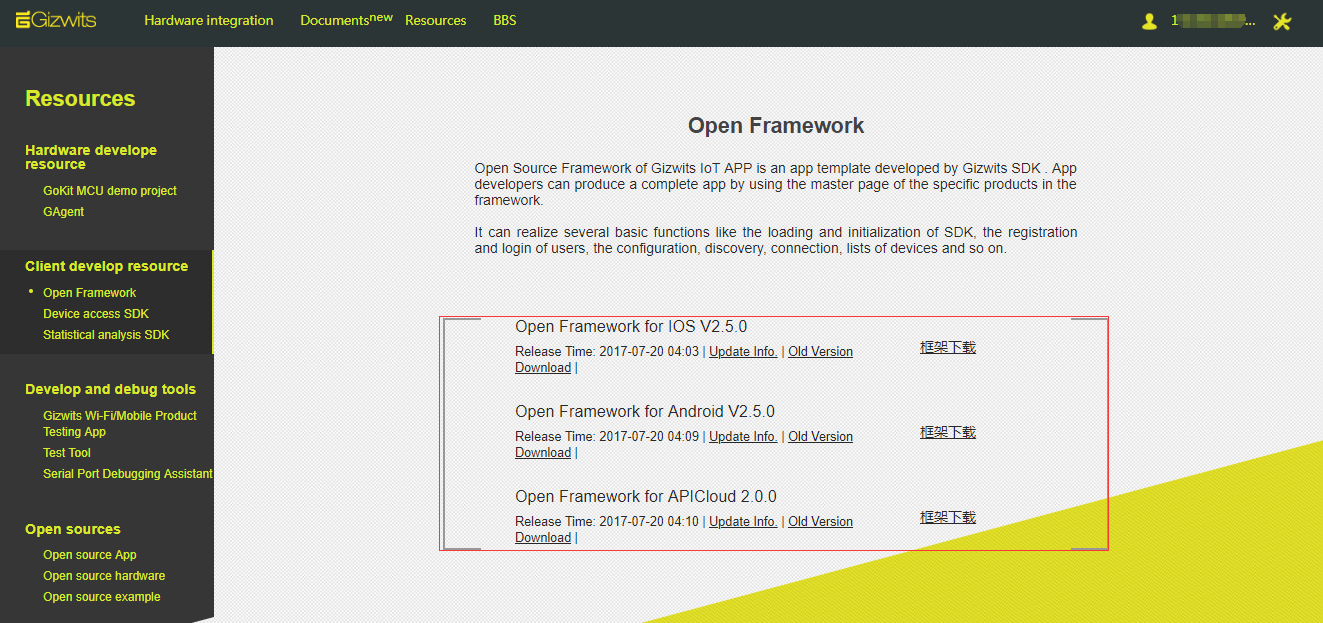 Gizwits
Hardware integration
Documents new
Resources
BBS
1
...
Resources
Hardware develope
resource
GoKit MCU demo project
GAgent
Client develop resource
Open Framework
Device access SDK
Statistical analysis SDK
Develop and debug tools
Gizwits Wi-Fi/Mobile Product
Testing App
Test Tool
Serial Port Debugging Assistant
Open sources
Open source App
Open source hardware
Open source example
Open Framework
Open Source Framework of Gizwits IoT APP is an app template developed by Gizwits SDK . App
developers can produce a complete app by using the master page of the specific products in the
framework.
It can realize several basic functions like the loading and initialization of SDK, the registration
and login of users, the configuration, discovery, connection, lists of devices and so on.
Open Framework for IOS V2.5.0
Release Time: 2017-07-20 04:03 | Update Info. | Old Version
Download |
框架下载
Open Framework for Android V2.5.0
Release Time: 2017-07-20 04:09 | Update Info. | Old Version
Download |
框架下载
Open Framework for APICloud 2.0.0
Release Time: 2017-07-20 04:10 | Update Info. | Old Version
Download |
框架下载